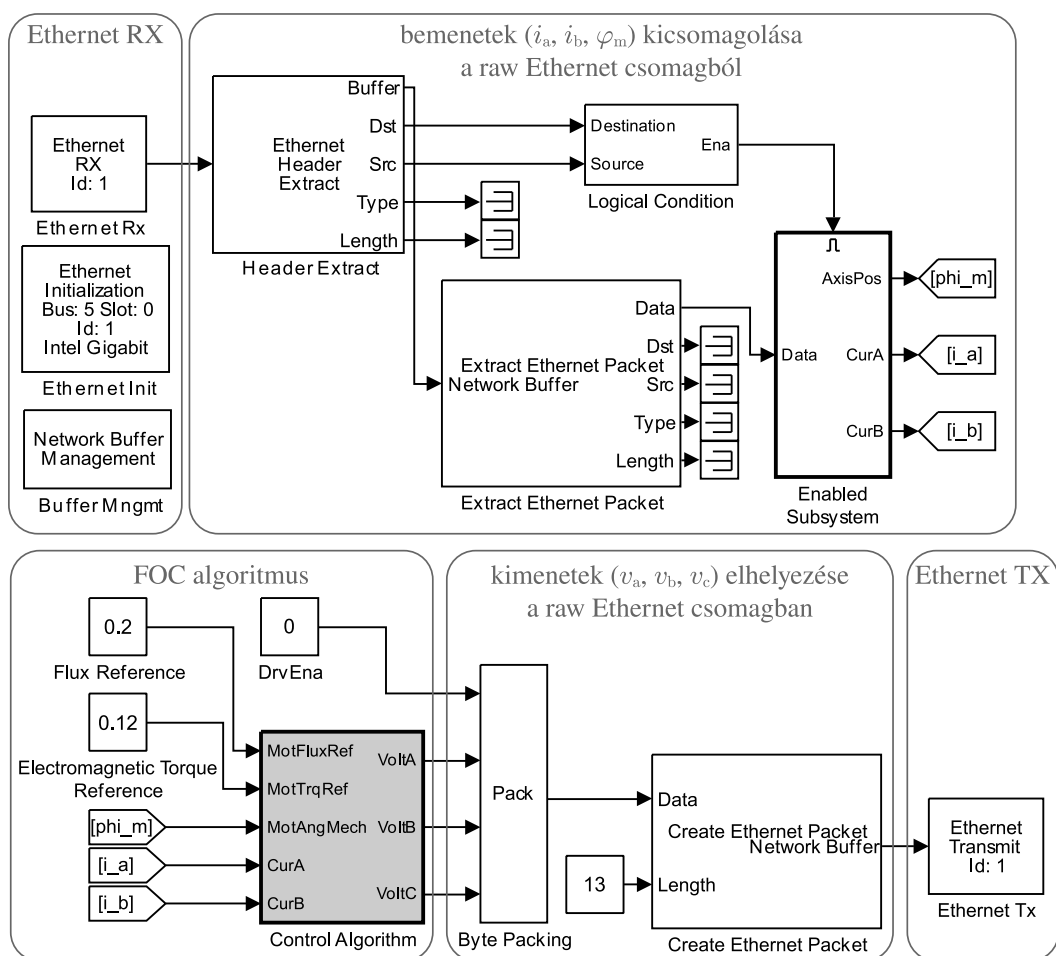 Ethernet RX
Ethernet
RX
Id: 1
Ethernet Rx
Ethernet
Initialization
Bus: 5 Slot: 0
Id: 1
Intel Gigabit
Ethernet Init
Network Buffer
Management
Buffer Mngmt
bemenetek (i_a, i_b, φ_m) kicsomagolása
a raw Ethernet csomagból
Ethernet
Header
Extract
Buffer
Dst
Src
Type
Length
Header Extract
Destination
Source
Ena
Logical Condition
Extract Ethernet Packet
Network Buffer
Data
Dst
Src
Type
Length
Extract Ethernet Packet
Data
AxisPos
CurA
CurB
Enabled
Subsystem
[phi_m]
[i_a]
[i_b]
FOC algoritmus
0.2
Flux Reference
0
DrvEna
0.12
Electromagnetic Torque
Reference
[phi_m]
[i_a]
[i_b]
MotFluxRef
MotTrqRef
MotAngMech
CurA
CurB
VoltA
VoltB
VoltC
Control Algorithm
kimenetek (v_a, v_b, v_c) elhelyezése
a raw Ethernet csomagban
Pack
Byte Packing
13
Data
Create Ethernet Packet
Network Buffer
Length
Create Ethernet Packet
Ethernet TX
Ethernet
Transmit
Id: 1
Ethernet Tx